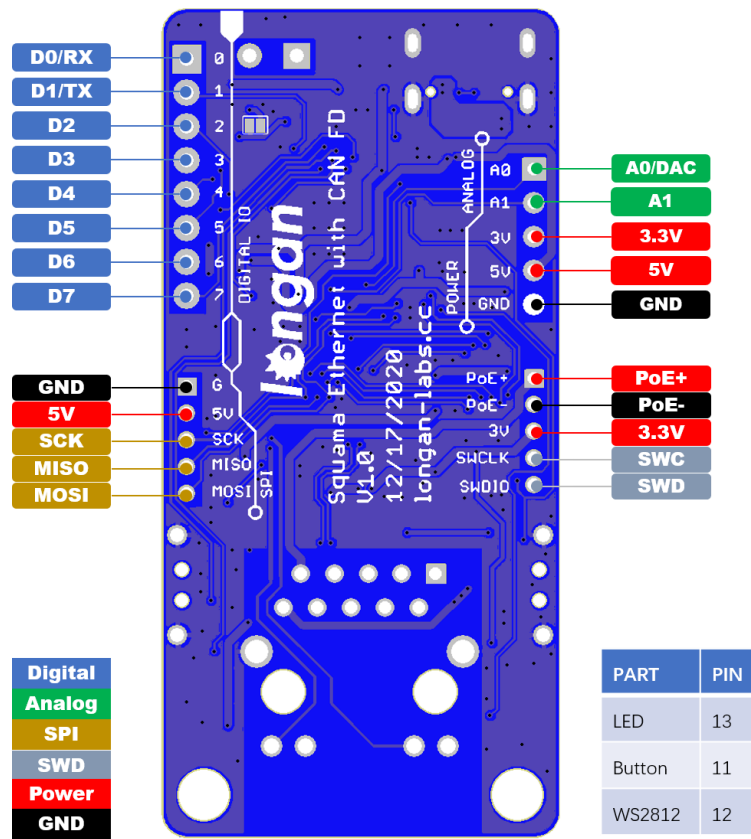 D0/RX
D1/TX
D2
D3
D4
D5
D6
D7
GND
5V
SCK
MISO
MOSI
0
1
2
3
4
5
6
7
DIGITAL IO
G
5V
SCK
MISO
MOSI
SPI
longan
Squama Ethernet with CAN FD
V1.0
12/17/2020
longan-labs.cc
ANALOG
POWER
A0
A1
3V
5V
GND
PoE+
PoE-
3V
SWCLK
SWDIO
A0/DAC
A1
3.3V
5V
GND
PoE+
PoE-
3.3V
SWC
SWD
Digital
Analog
SPI
SWD
Power
GND
PART PIN
LED 13
Button 11
WS2812 12